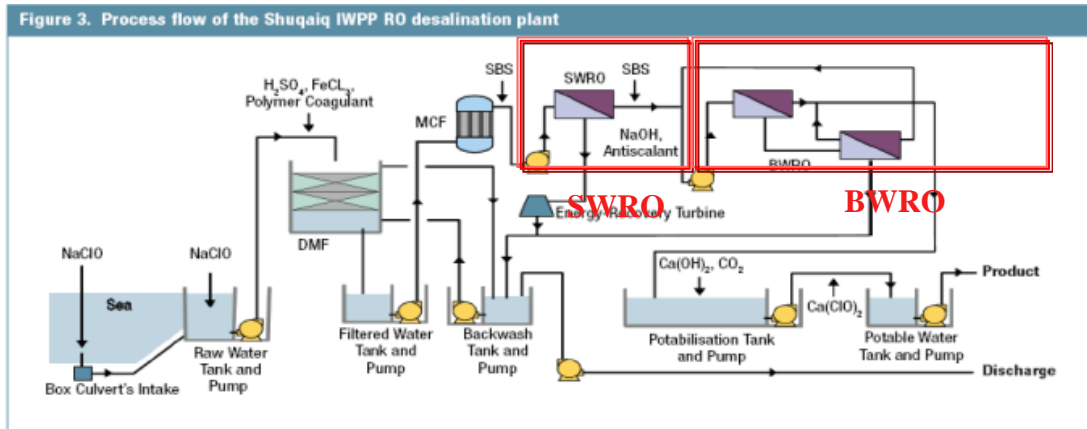 Figure 3. Process flow of the Shuqaiq IWPP RO desalination plant
SBS
SWRO
SBS
H2SO4, FeCL3,
Polymer Coagulant
MCF
NaOH,
Antiscalant
BWRO
SWRO
BWRO
Energy Recovery Turbine
DMF
NaClO
NaClO
Sea
Ca(OH)2, CO2
Product
Ca(ClO)2
Filtered Water
Tank and
Pump
Backwash
Tank and
Pump
Potabilisation Tank
and Pump
Potable Water
Tank and Pump
Raw Water
Tank and
Pump
Discharge
Box Culvert's Intake